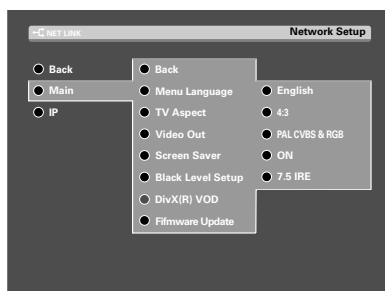 NET LINK Network Setup
Back Back
Main Menu Language English
IP TV Aspect 4:3
Video Out PAL CVBS & RGB
Screen Saver ON
Black Level Setup 7.5 IRE
DivX(R) VOD
Fifmware Update